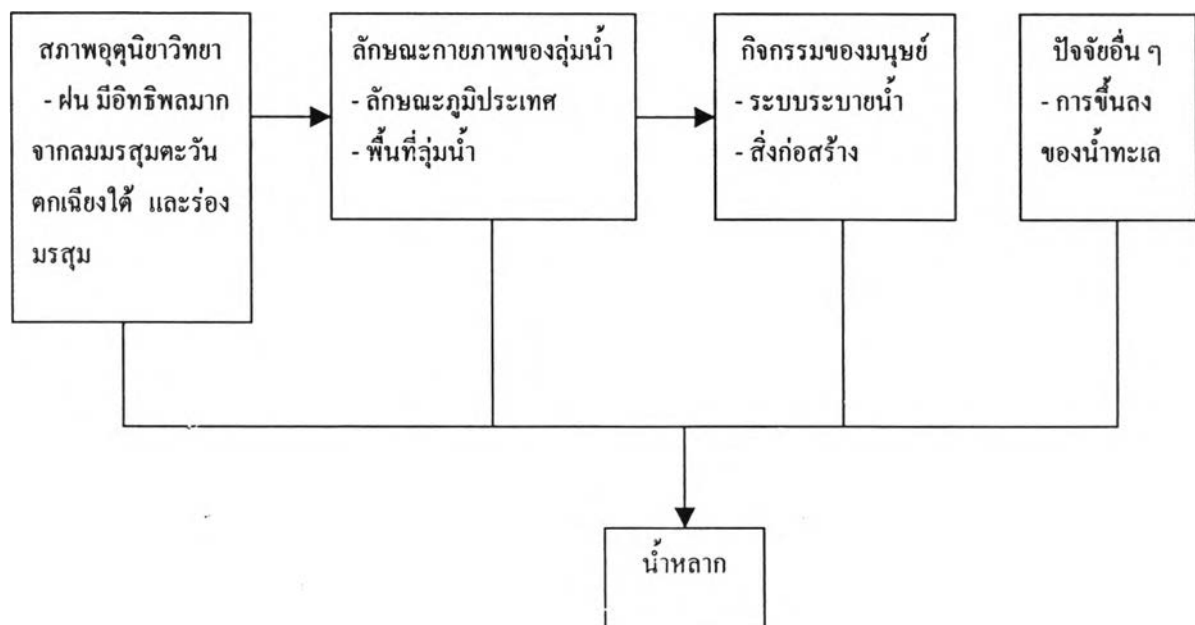 สภาพอุตุนิยาวิทยา
- ฝน มีอิทธิพลมาก
จากลมมรสุมตะวัน
ตกเฉียงใต้ และร่อง
มรสุม
ลักษณะกายภาพของลุ่มน้ำ
- ลักษณะภูมิประเทศ
- พื้นที่ลุ่มน้ำ
กิจกรรมของมนุษย์
- ระบบระบายน้ำ
- สิ่งก่อสร้าง
ปัจจัยอื่น ๆ
- การขึ้นลง
ของน้ำทะเล
น้ำหลาก